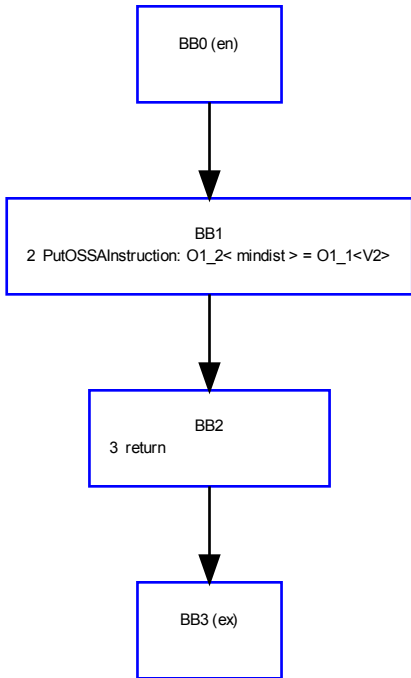 BB0 (en)
BB1
2 PutOSSAInstruction: O1_2< mindist > = O1_1<V2>
BB2
3 return
BB3 (ex)